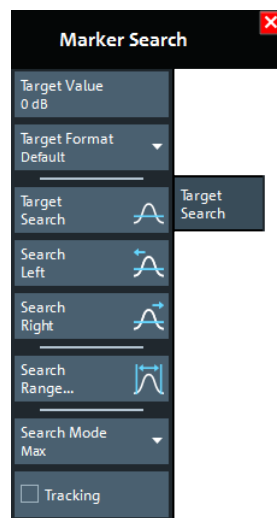 Marker Search
Target Value
0 dB
Target Format
Default
Target
Search
Search
Left
Search
Right
Search
Range...
Search Mode
Max
Tracking
Target
Search